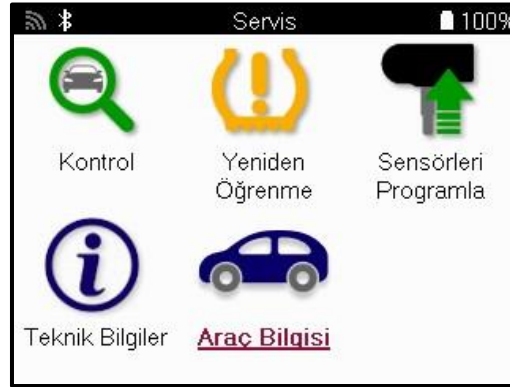 Servis
100%
Kontrol
Yeniden
Öğrenme
Sensörleri
Programla
Teknik Bilgiler
Araç Bilgisi